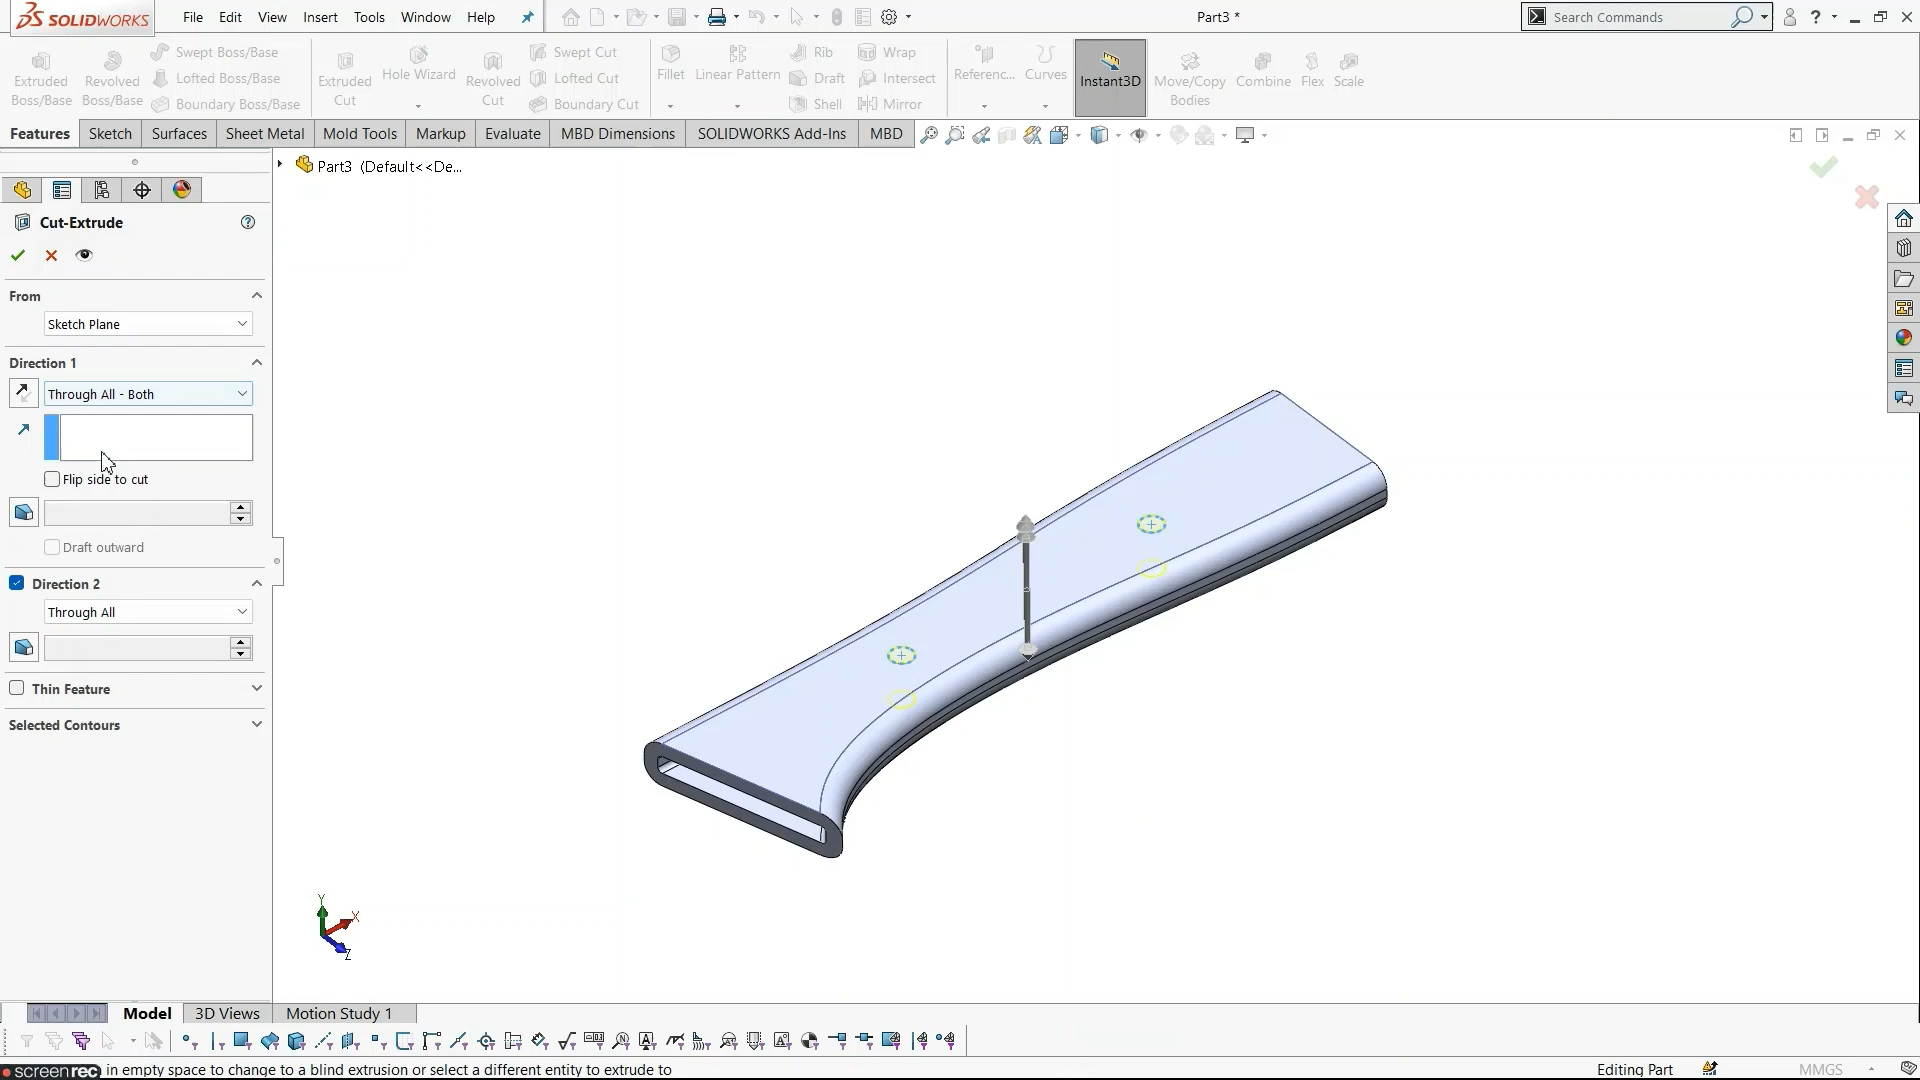 SOLIDWORKS
File Edit View Insert Tools Window Help
Part3 *
Search Commands
Extruded Boss/Base
Revolved Boss/Base
Swept Boss/Base
Lofted Boss/Base
Boundary Boss/Base
Extruded Cut
Hole Wizard
Revolved Cut
Swept Cut
Lofted Cut
Boundary Cut
Fillet
Linear Pattern
Rib
Draft
Shell
Wrap
Intersect
Mirror
Referenc...
Curves
Instant3D
Move/Copy Bodies
Combine
Flex
Scale
Features Sketch Surfaces Sheet Metal Mold Tools Markup Evaluate MBD Dimensions SOLIDWORKS Add-Ins MBD
Part3 (Default<<De...
Cut-Extrude
From
Sketch Plane
Direction 1
Through All - Both
Flip side to cut
Draft outward
Direction 2
Through All
Thin Feature
Selected Contours
Y
X
Z
Model 3D Views Motion Study 1
screenrec in empty space to change to a blind extrusion or select a different entity to extrude to
Editing Part
MMGS